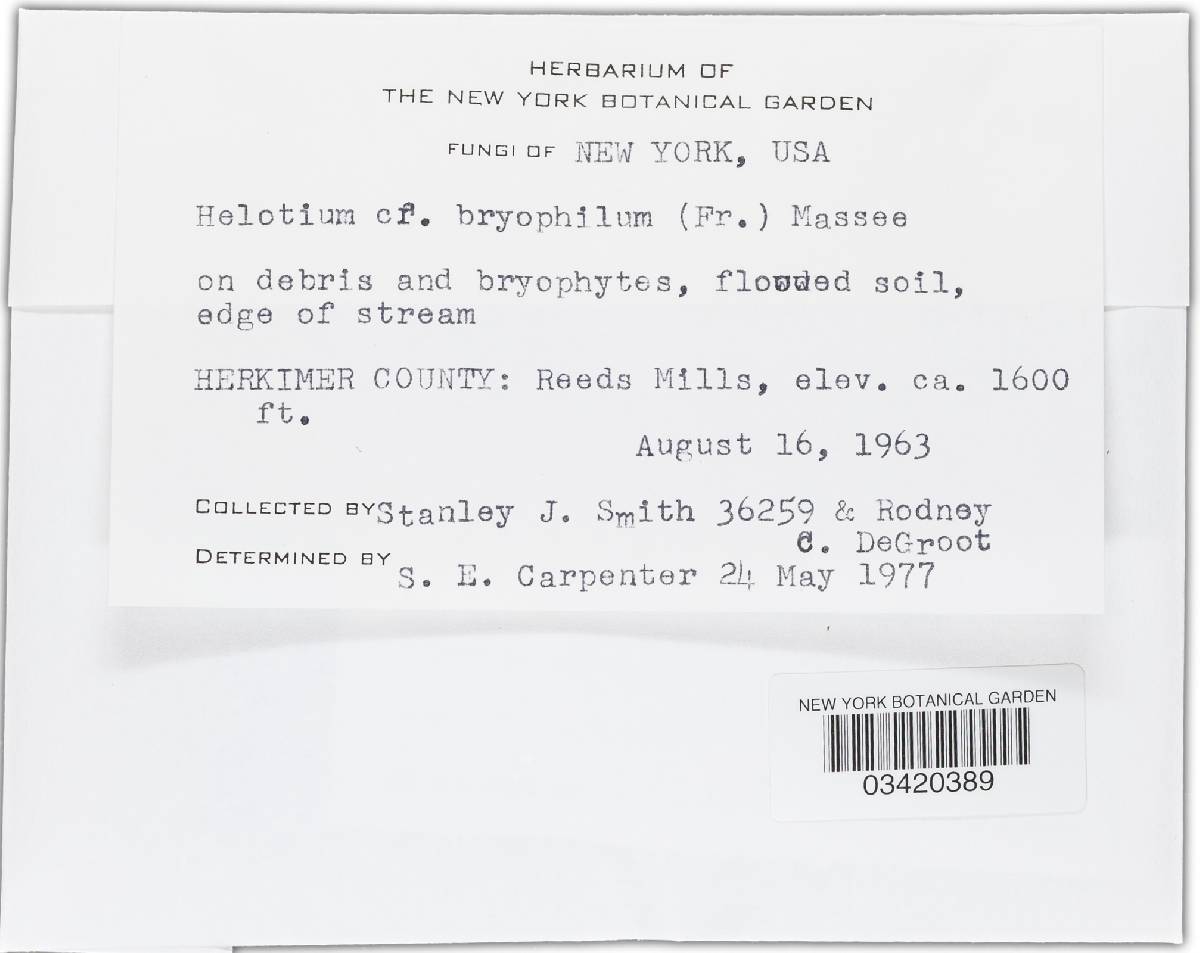 HERBARIUM OF
THE NEW YORK BOTANICAL GARDEN
FUNGI OF NEW YORK, USA
Helotium cf. bryophilum (Fr.) Massee
on debris and bryophytes, flooded soil,
edge of stream
HERKIMER COUNTY: Reeds Mills, elev. ca. 1600
ft.
August 16, 1963
COLLECTED BY Stanley J. Smith 36259 & Rodney
C. DeGroot
DETERMINED BY S. E. Carpenter 24 May 1977
NEW YORK BOTANICAL GARDEN
03420389